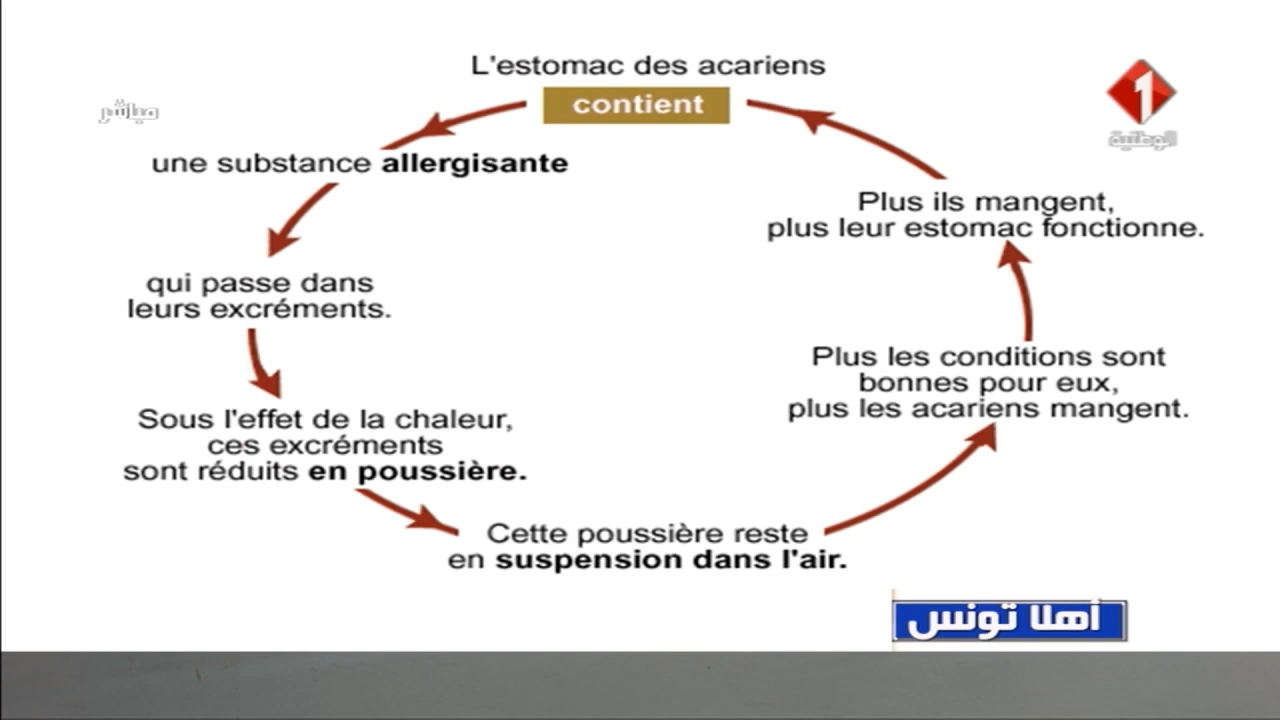 L'estomac des acariens
contient
مباشر
une substance allergisante
qui passe dans
leurs excréments.
Sous l'effet de la chaleur,
ces excréments
sont réduits en poussière.
Cette poussière reste
en suspension dans l'air.
Plus les conditions sont
bonnes pour eux,
plus les acariens mangent.
Plus ils mangent,
plus leur estomac fonctionne.
1
الوطنية
أهلا تونس